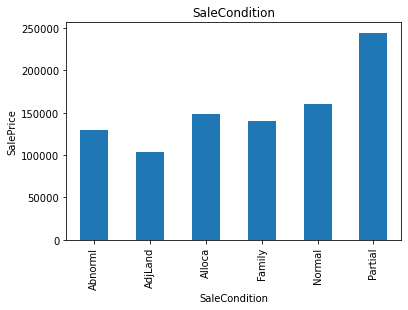 SaleCondition
250000
200000
150000
100000
50000
0
SalePrice
Abnorml
AdjLand
Alloca
Family
Normal
Partial
SaleCondition